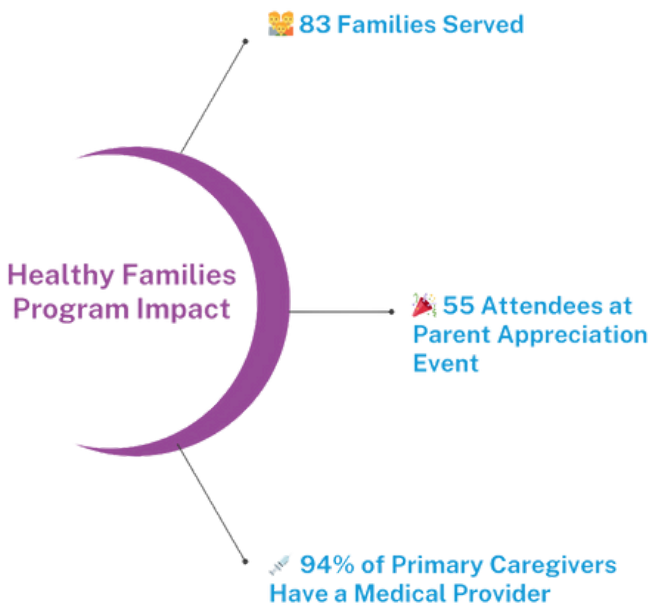 83 Families Served
Healthy Families
Program Impact
55 Attendees at
Parent Appreciation
Event
94% of Primary Caregivers
Have a Medical Provider